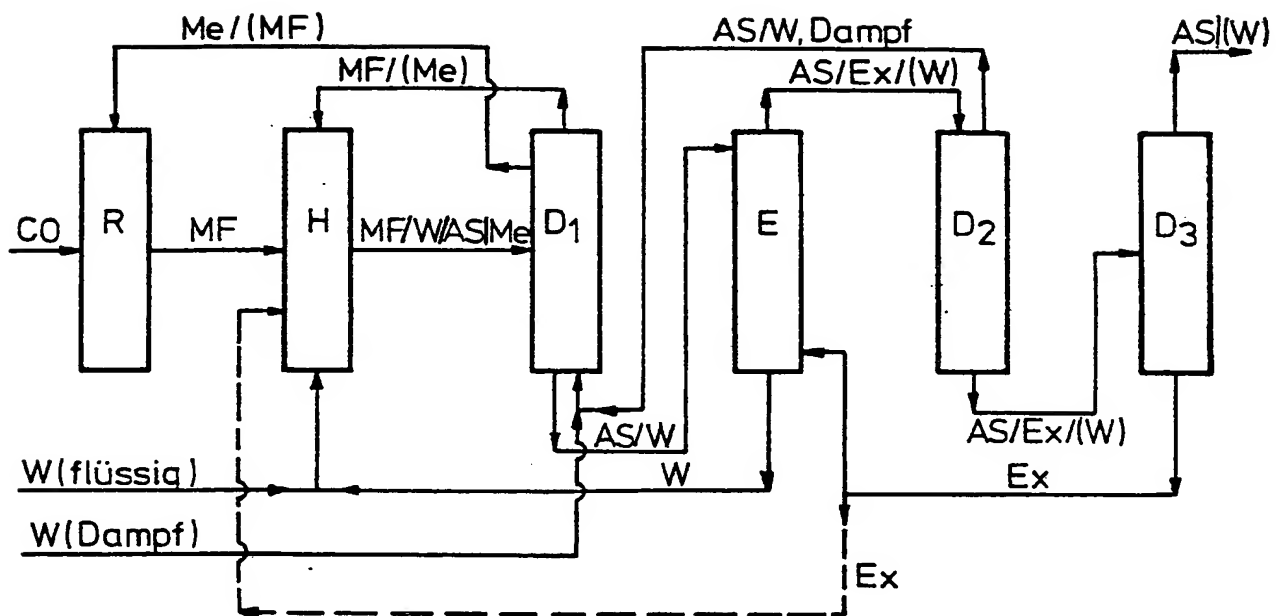 Me/(MF)
AS/W, Dampf
AS/(W)
MF/(Me)
AS/Ex/(W)
CO
R
MF
H
MF/W/AS/Me
D1
E
D2
D3
AS/W
AS/Ex/(W)
W(flüssig)
W
Ex
W(Dampf)
Ex